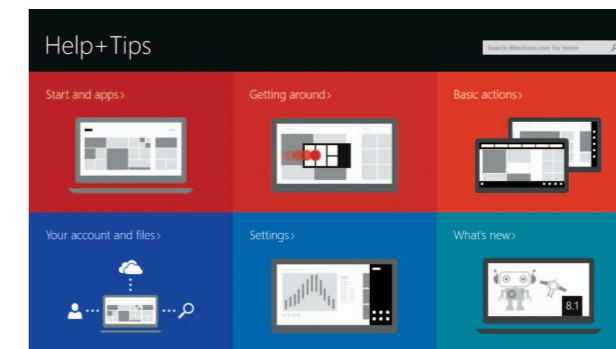 Help+Tips
Search Windows.com for more
Start and apps>
Getting around>
Basic actions>
Your account and files>
Settings>
What's new>
8.1